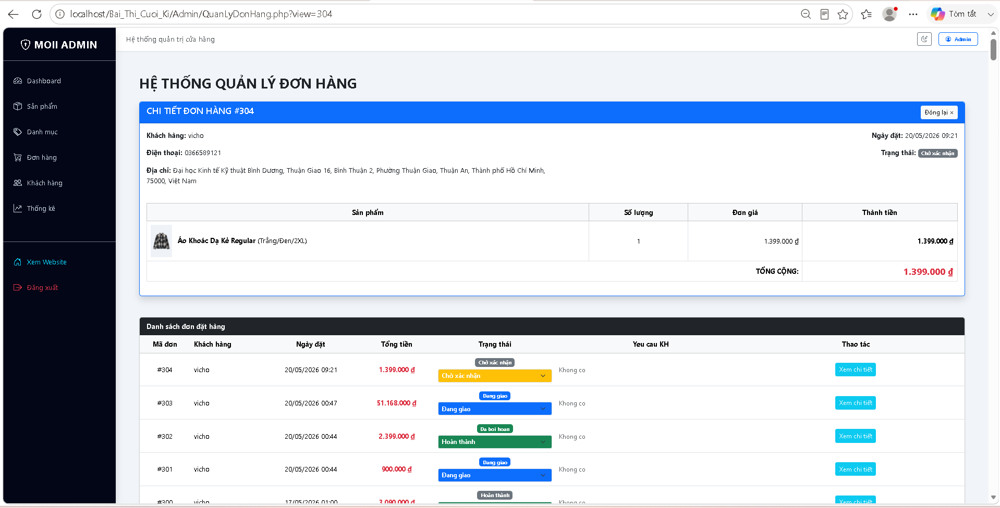 localhost/Bai_Thi_Cuoi_Ki/Admin/QuanLyDonHang.php?view=304
Tóm tắt
MOII ADMIN
Hệ thống quản trị cửa hàng
Admin
Dashboard
Sản phẩm
Danh mục
Đơn hàng
Khách hàng
Thống kê
Xem Website
Đăng xuất
HỆ THỐNG QUẢN LÝ ĐƠN HÀNG
CHI TIẾT ĐƠN HÀNG #304
Đóng lại ×
Khách hàng: vicho
Ngày đặt: 20/05/2026 09:21
Điện thoại: 0366589121
Trạng thái: Chờ xác nhận
Địa chỉ: Đại học Kinh tế Kỹ thuật Bình Dương, Thuận Giao 16, Bình Thuận 2, Phường Thuận Giao, Thuận An, Thành phố Hồ Chí Minh,
75000, Việt Nam
Sản phẩm Số lượng Đơn giá Thành tiền
Áo Khoác Dạ Kẻ Regular (Trắng/Đen/2XL) 1 1.399.000 ₫ 1.399.000 ₫
TỔNG CỘNG: 1.399.000 ₫
Danh sách đơn đặt hàng
Mã đơn Khách hàng Ngày đặt Tổng tiền Trạng thái Yeu cau KH Thao tác
Chờ xác nhận
#304 vicho 20/05/2026 09:21 1.399.000 ₫ Chờ xác nhận Khong co Xem chi tiết
Dang giao
#303 vicho 20/05/2026 00:47 51.168.000 ₫ Đang giao Khong co Xem chi tiết
Da boi hoan
#302 vicho 20/05/2026 00:44 2.399.000 ₫ Hoàn thành Khong co Xem chi tiết
Dang giao
#301 vicho 20/05/2026 00:44 900.000 ₫ Đang giao Khong co Xem chi tiết
Hoàn thành
#300 vicho 17/05/2026 01:00 3.090.000 ₫ Khong co Xem chi tiết